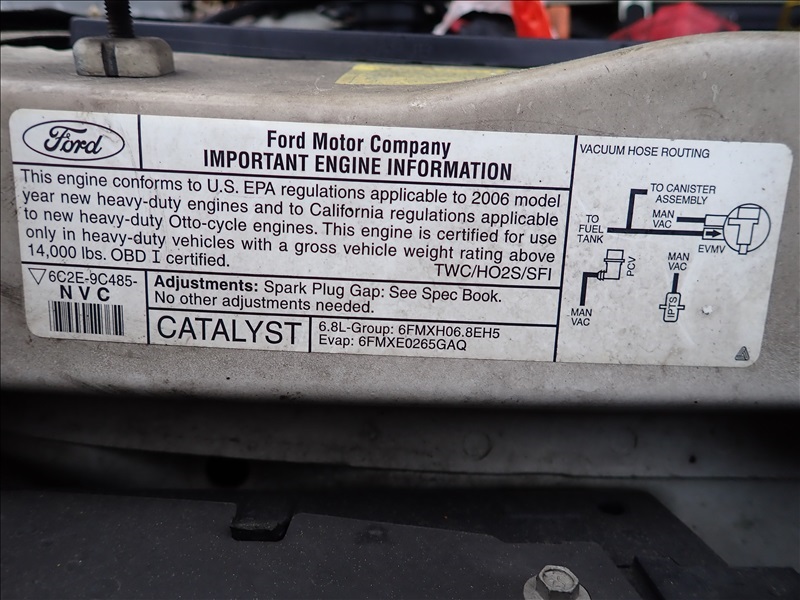 Ford
Ford Motor Company
IMPORTANT ENGINE INFORMATION
This engine conforms to U.S. EPA regulations applicable to 2006 model
year new heavy-duty engines and to California regulations applicable
to new heavy-duty Otto-cycle engines. This engine is certified for use
only in heavy-duty vehicles with a gross vehicle weight rating above
14,000 lbs. OBD I certified.
TWC/HO2S/SFI
6C2E-9C485-
NVC
Adjustments: Spark Plug Gap: See Spec Book.
No other adjustments needed.
CATALYST
6.8L-Group: 6FMXH06.8EH5
Evap: 6FMXE0265GAQ
VACUUM HOSE ROUTING
TO CANISTER
ASSEMBLY
TO
FUEL
TANK
MAN
VAC
EVMV
PCV
MAN
VAC
MAN
VAC
FPTS